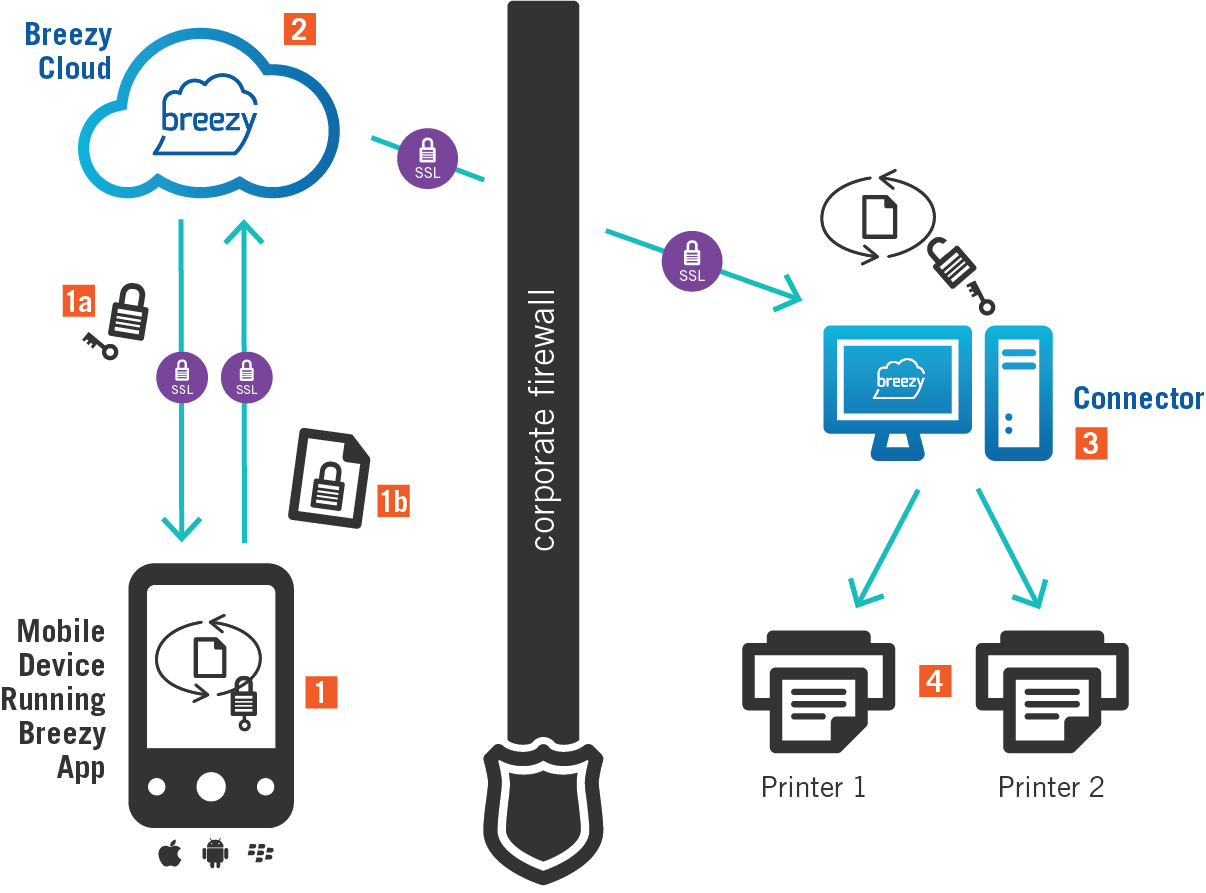 Breezy
Cloud
2
breezy
SSL
SSL
1a
SSL
SSL
1b
corporate firewall
breezy
Connector
3
Mobile
Device
Running
Breezy
App
1
4
Printer 1
Printer 2